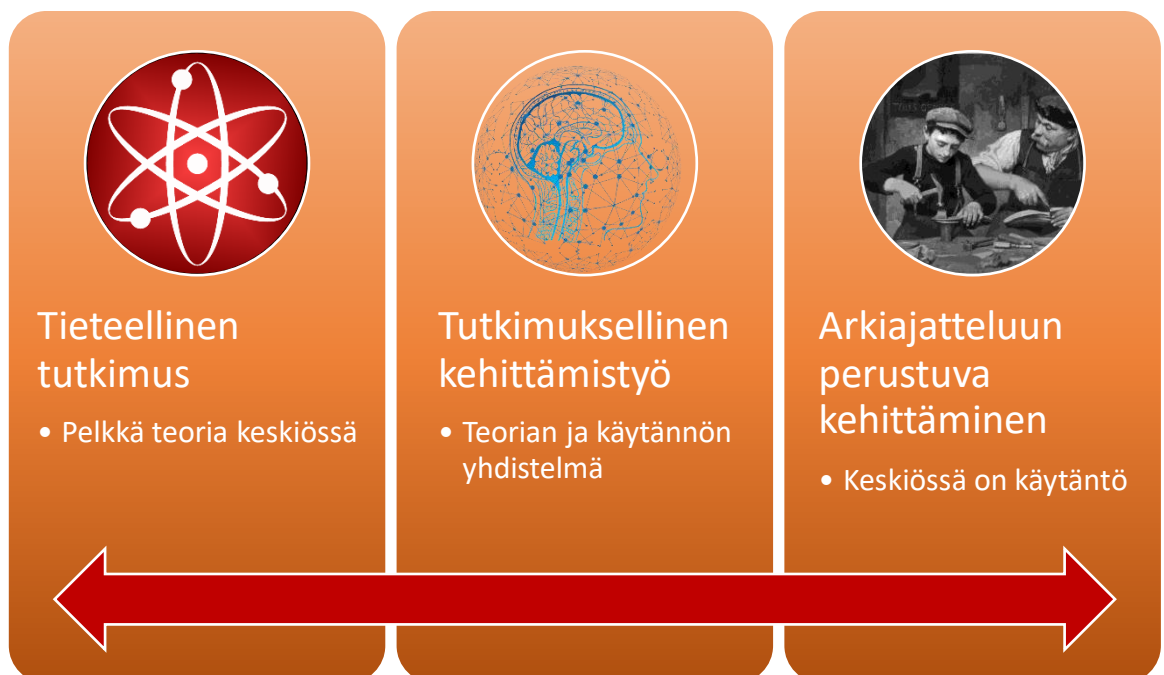 Tieteellinen
tutkimus
• Pelkkä teoria keskiössä
Tutkimuksellinen
kehittämistyö
• Teorian ja käytännön
yhdistelmä
Arkiajatteluun
perustuva
kehittäminen
• Keskiössä on käytäntö